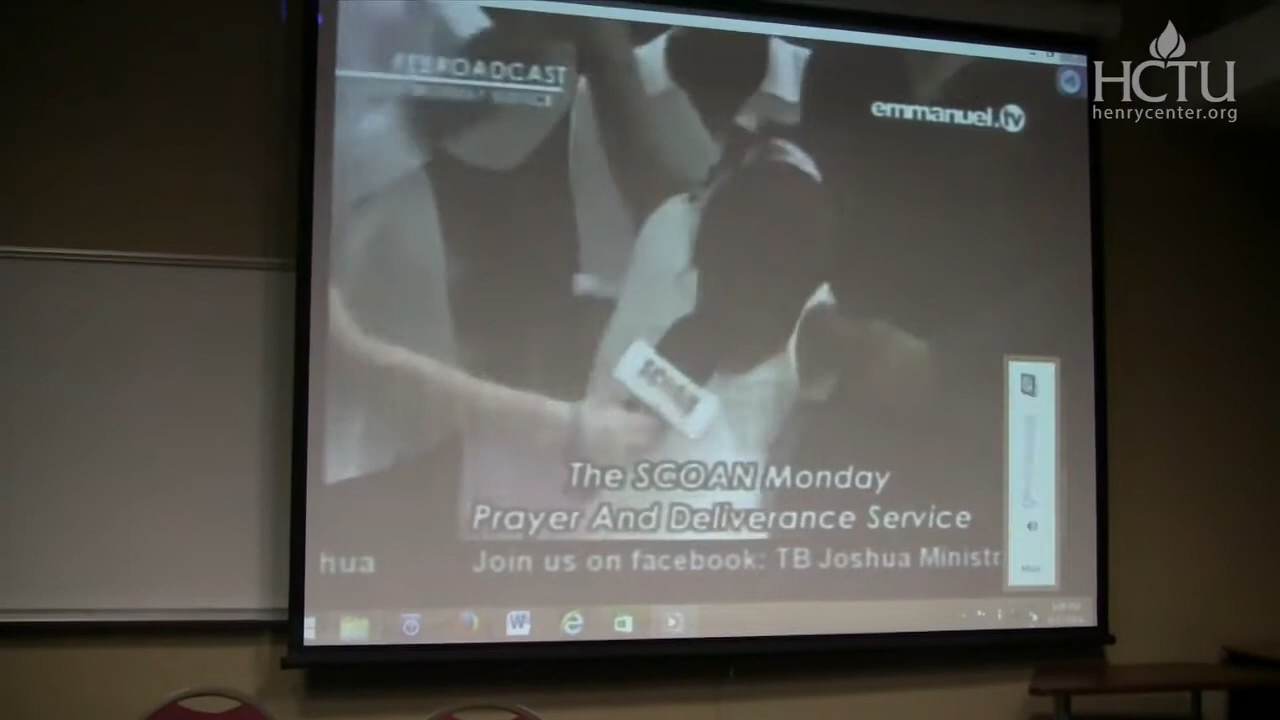 HCTU
henrycenter.org
emmanuel.tv
SCOAN
The SCOAN Monday
Prayer And Deliverance Service
hua Join us on facebook: TB Joshua Ministr